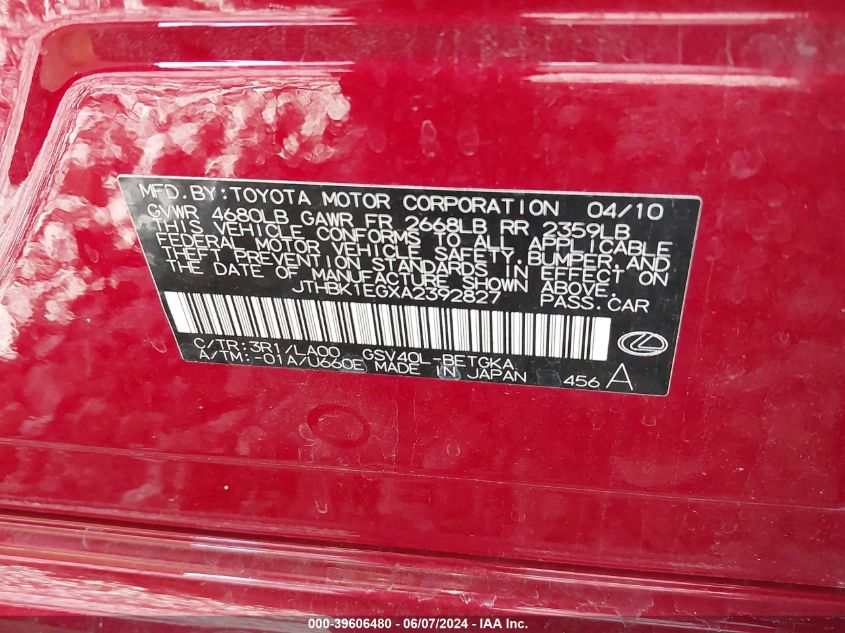 MFD.BY:TOYOTA MOTOR CORPORATION 04/10
GVWR 4680LB GAWR FR 2668LB RR 2359LB
THIS VEHICLE CONFORMS TO ALL APPLICABLE
FEDERAL MOTOR VEHICLE SAFETY,BUMPER,AND
THEFT PREVENTION STANDARDS IN EFFECT ON
THE DATE OF MANUFACTURE SHOWN ABOVE.
JTHBK1EGXA2392827 PASS.CAR
C/TR:3R1/LA00 GSV40L-BETGKA
A/TM:-01A/U660E MADE IN JAPAN 456 A
000-39606480 - 06/07/2024 - IAA Inc.